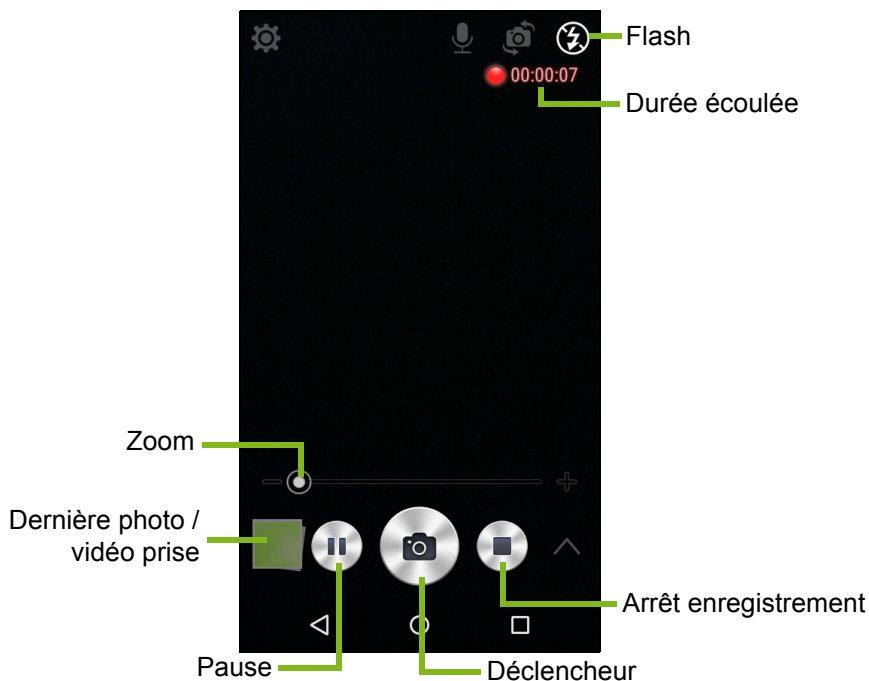 Flash
00:00:07
Durée écoulée
Zoom
Dernière photo /
vidéo prise
Arrêt enregistrement
Pause
Déclencheur